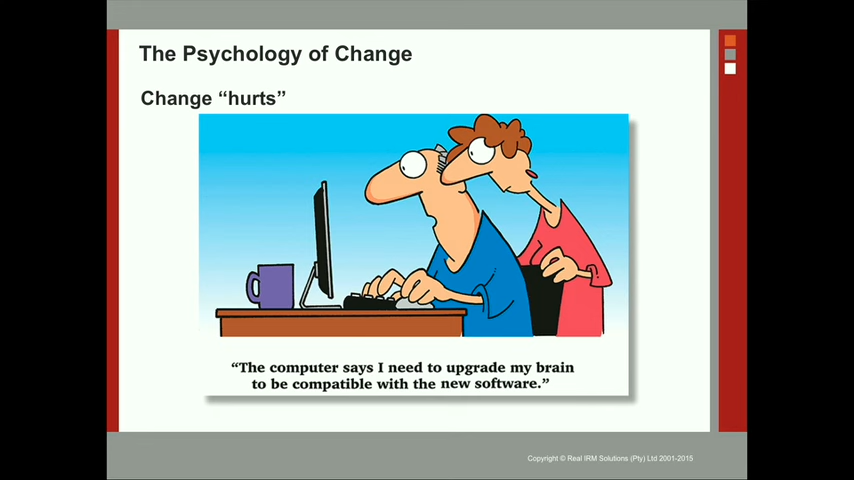 The Psychology of Change
Change “hurts”
“The computer says I need to upgrade my brain
to be compatible with the new software.”
Copyright © Real IRM Solutions (Pty) Ltd 2001-2015